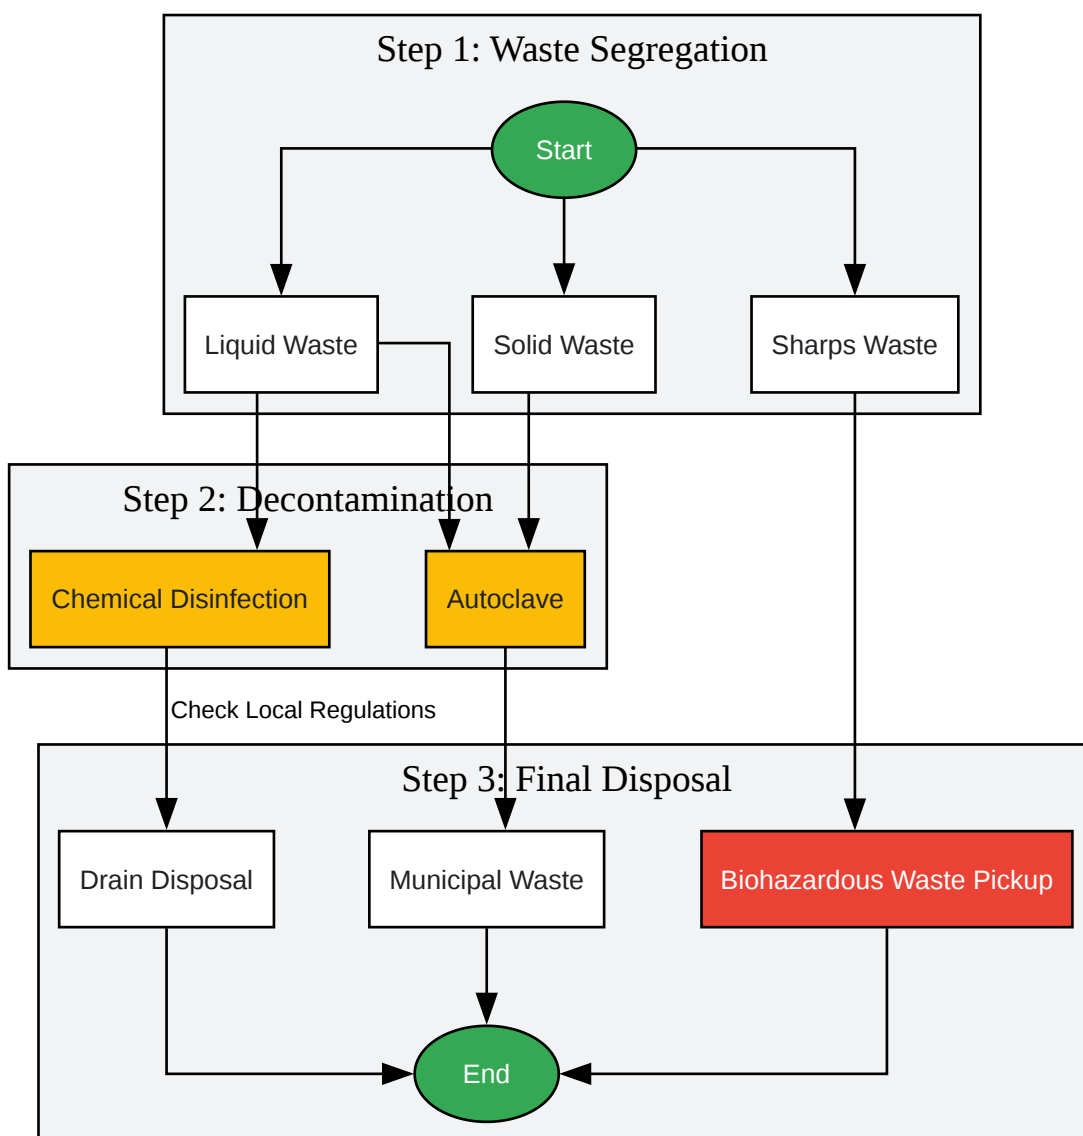 Step 1: Waste Segregation
Start
Liquid Waste
Solid Waste
Sharps Waste
Step 2: Decontamination
Chemical Disinfection
Autoclave
Check Local Regulations
Step 3: Final Disposal
Drain Disposal
Municipal Waste
Biohazardous Waste Pickup
End